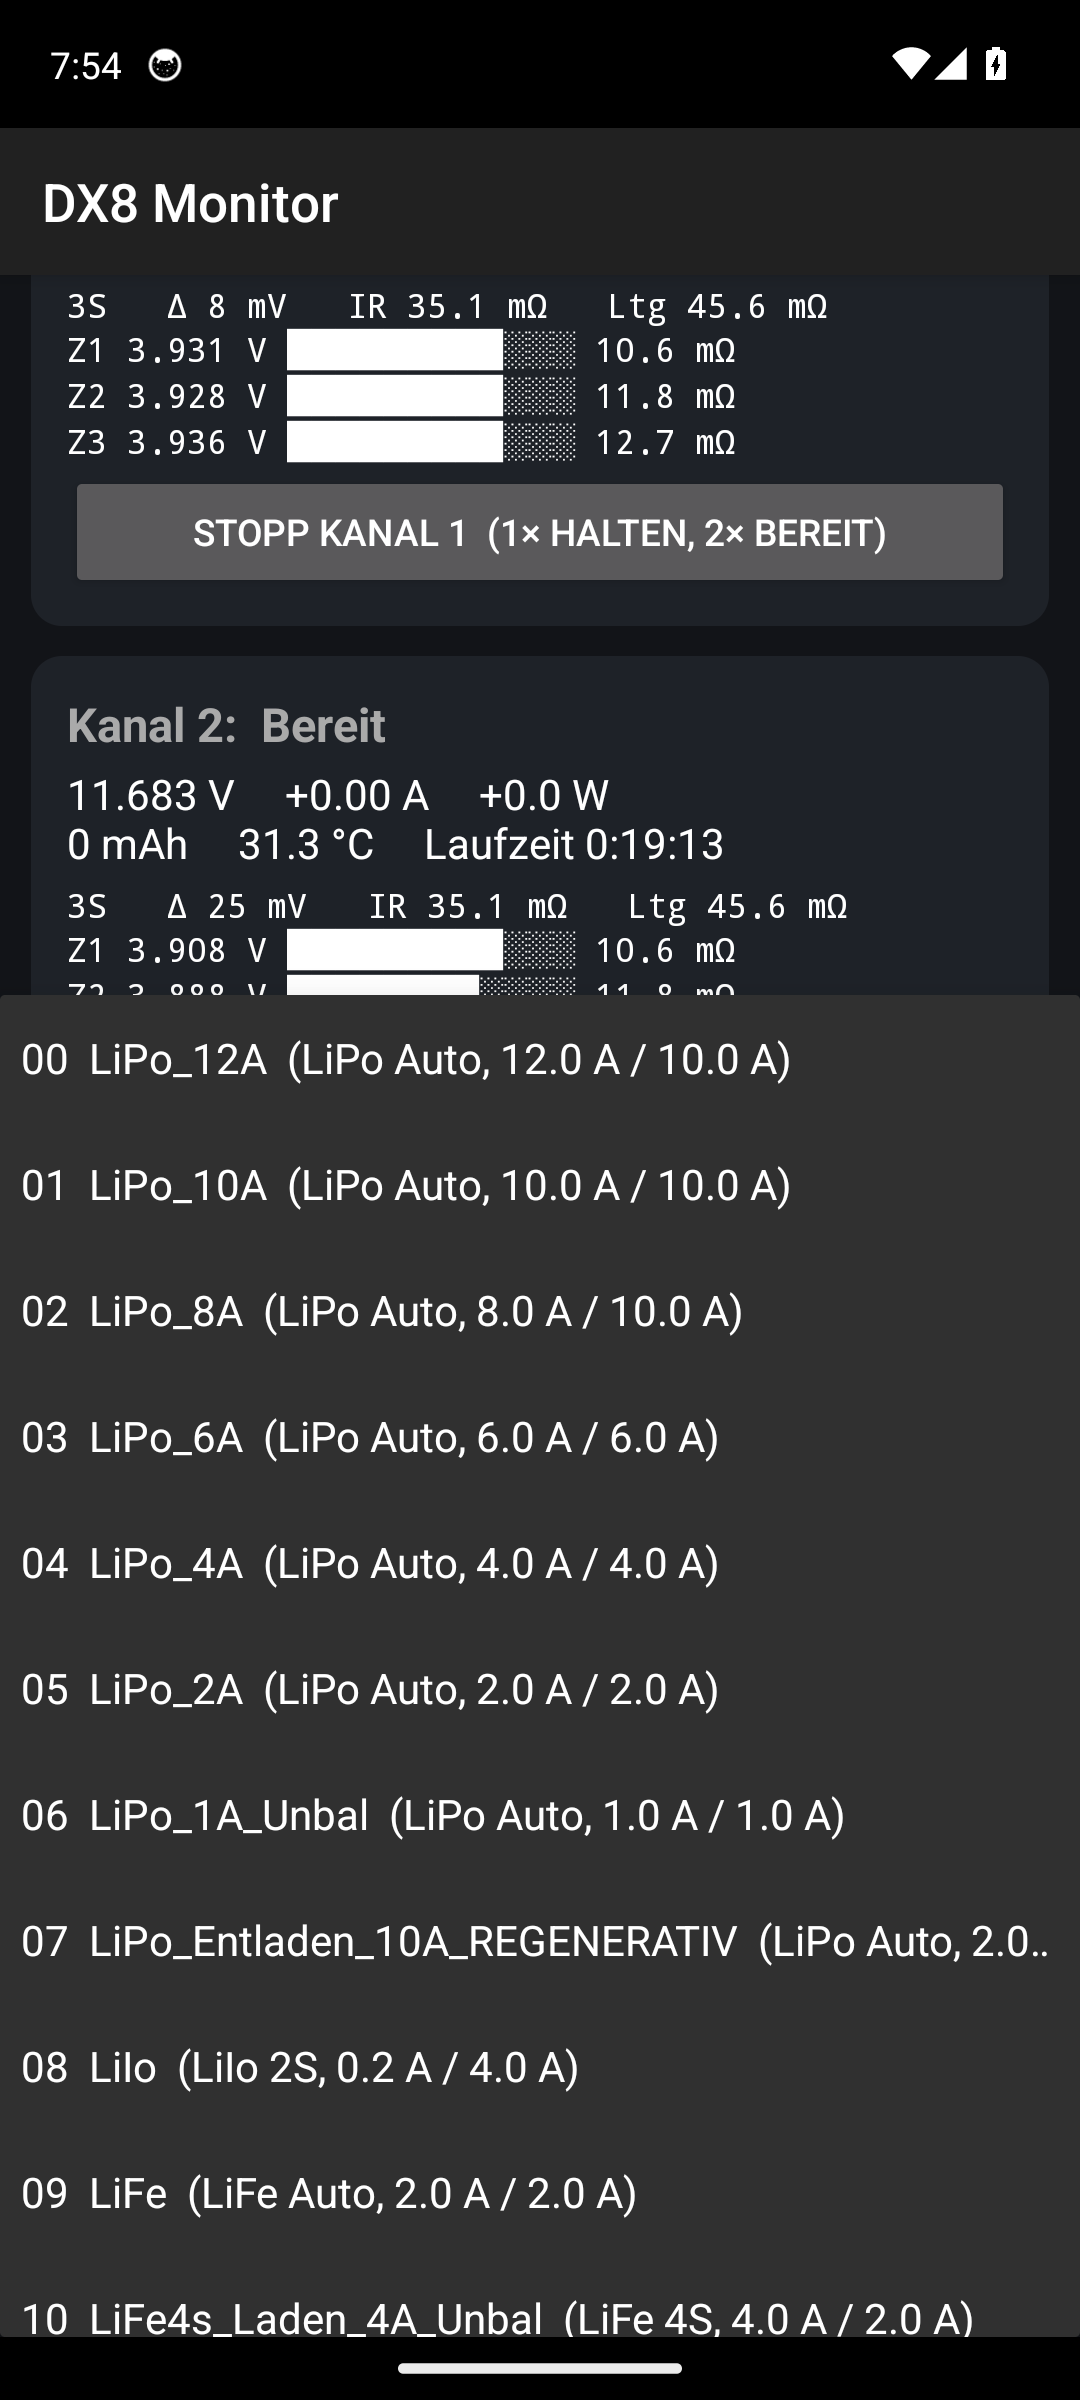 7:54
DX8 Monitor
3S Δ 8 mV IR 35.1 mΩ Ltg 45.6 mΩ
Z1 3.931 V 10.6 mΩ
Z2 3.928 V 11.8 mΩ
Z3 3.936 V 12.7 mΩ
STOPP KANAL 1 (1× HALTEN, 2× BEREIT)
Kanal 2: Bereit
11.683 V +0.00 A +0.0 W
0 mAh 31.3 °C Laufzeit 0:19:13
3S Δ 25 mV IR 35.1 mΩ Ltg 45.6 mΩ
Z1 3.908 V 10.6 mΩ
Z2 3.888 V 11.8 mΩ
00 LiPo_12A (LiPo Auto, 12.0 A / 10.0 A)
01 LiPo_10A (LiPo Auto, 10.0 A / 10.0 A)
02 LiPo_8A (LiPo Auto, 8.0 A / 10.0 A)
03 LiPo_6A (LiPo Auto, 6.0 A / 6.0 A)
04 LiPo_4A (LiPo Auto, 4.0 A / 4.0 A)
05 LiPo_2A (LiPo Auto, 2.0 A / 2.0 A)
06 LiPo_1A_Unbal (LiPo Auto, 1.0 A / 1.0 A)
07 LiPo_Entladen_10A_REGENERATIV (LiPo Auto, 2.0..
08 LiIo (LiIo 2S, 0.2 A / 4.0 A)
09 LiFe (LiFe Auto, 2.0 A / 2.0 A)
10 LiFe4s_Laden_4A_Unbal (LiFe 4S, 4.0 A / 2.0 A)